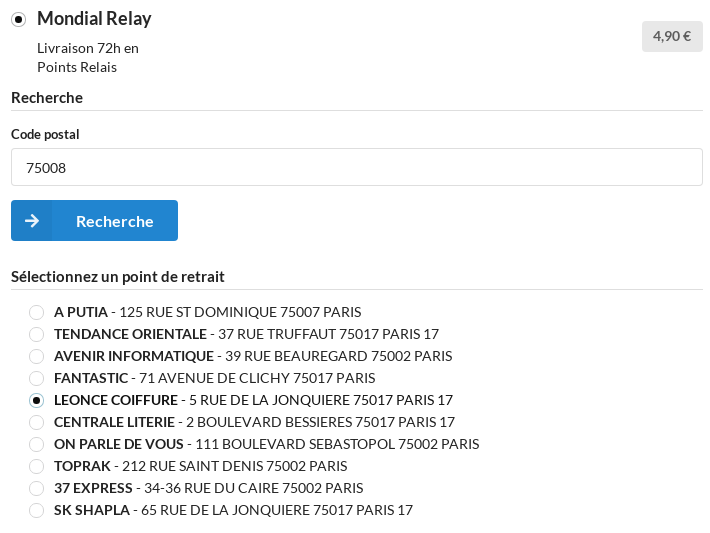 Mondial Relay
4,90 €
Livraison 72h en
Points Relais
Recherche
Code postal
75008
Recherche
Sélectionnez un point de retrait
A PUTIA - 125 RUE ST DOMINIQUE 75007 PARIS
TENDANCE ORIENTALE - 37 RUE TRUFFAUT 75017 PARIS 17
AVENIR INFORMATIQUE - 39 RUE BEAUREGARD 75002 PARIS
FANTASTIC - 71 AVENUE DE CLICHY 75017 PARIS
LEONCE COIFFURE - 5 RUE DE LA JONQUIERE 75017 PARIS 17
CENTRALE LITERIE - 2 BOULEVARD BESSIERES 75017 PARIS 17
ON PARLE DE VOUS - 111 BOULEVARD SEBASTOPOL 75002 PARIS
TOPRAK - 212 RUE SAINT DENIS 75002 PARIS
37 EXPRESS - 34-36 RUE DU CAIRE 75002 PARIS
SK SHAPLA - 65 RUE DE LA JONQUIERE 75017 PARIS 17